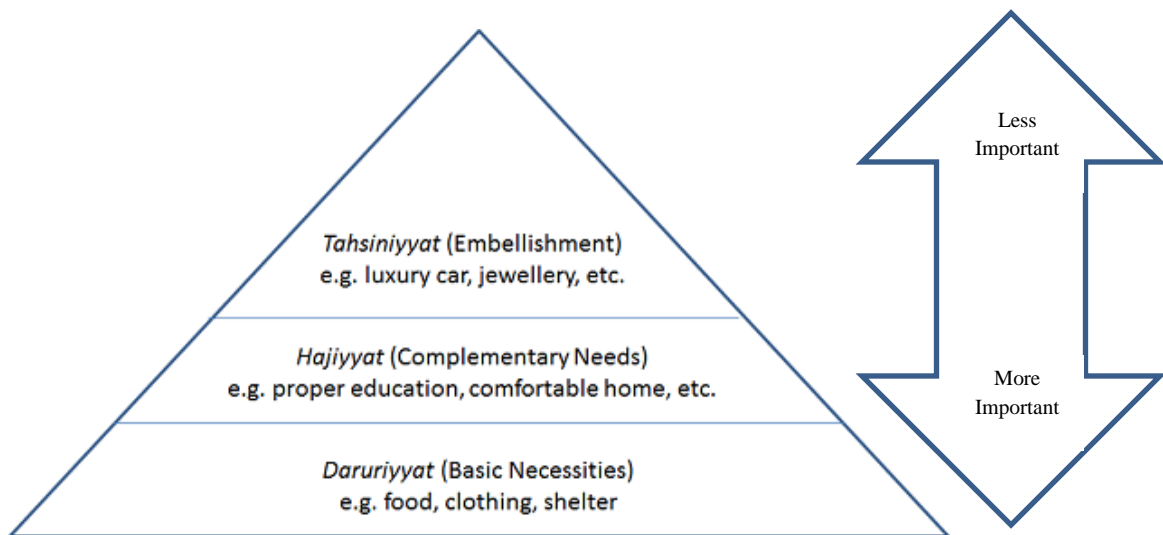 Tahsiniyyat (Embellishment)
e.g. luxury car, jewellery, etc.
Hajiyyat (Complementary Needs)
e.g. proper education, comfortable home, etc.
Daruriyyat (Basic Necessities)
e.g. food, clothing, shelter
Less
Important
More
Important